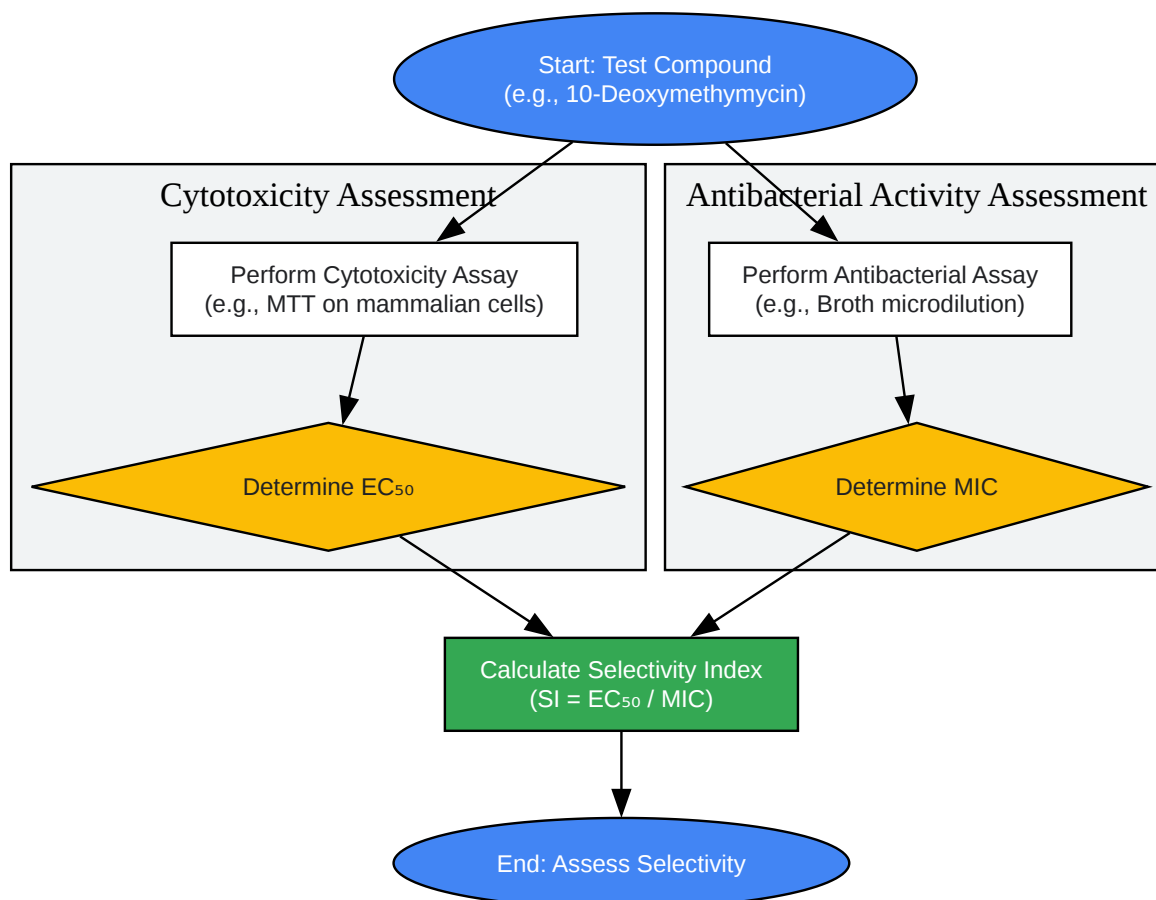 Start: Test Compound
(e.g., 10-Deoxymethymycin)
Cytotoxicity Assessment
Perform Cytotoxicity Assay
(e.g., MTT on mammalian cells)
Determine EC₅₀
Antibacterial Activity Assessment
Perform Antibacterial Assay
(e.g., Broth microdilution)
Determine MIC
Calculate Selectivity Index
(SI = EC₅₀ / MIC)
End: Assess Selectivity